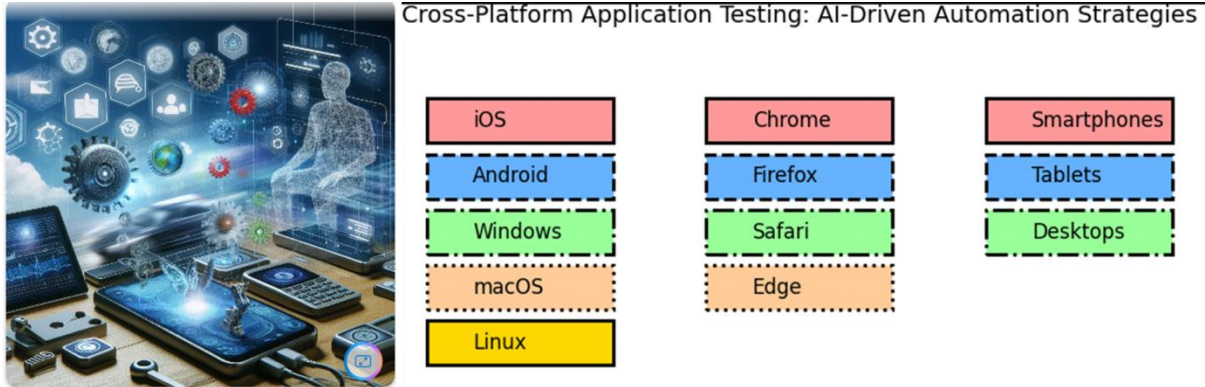 Cross-Platform Application Testing: AI-Driven Automation Strategies
iOS
Android
Windows
macOS
Linux
Chrome
Firefox
Safari
Edge
Smartphones
Tablets
Desktops